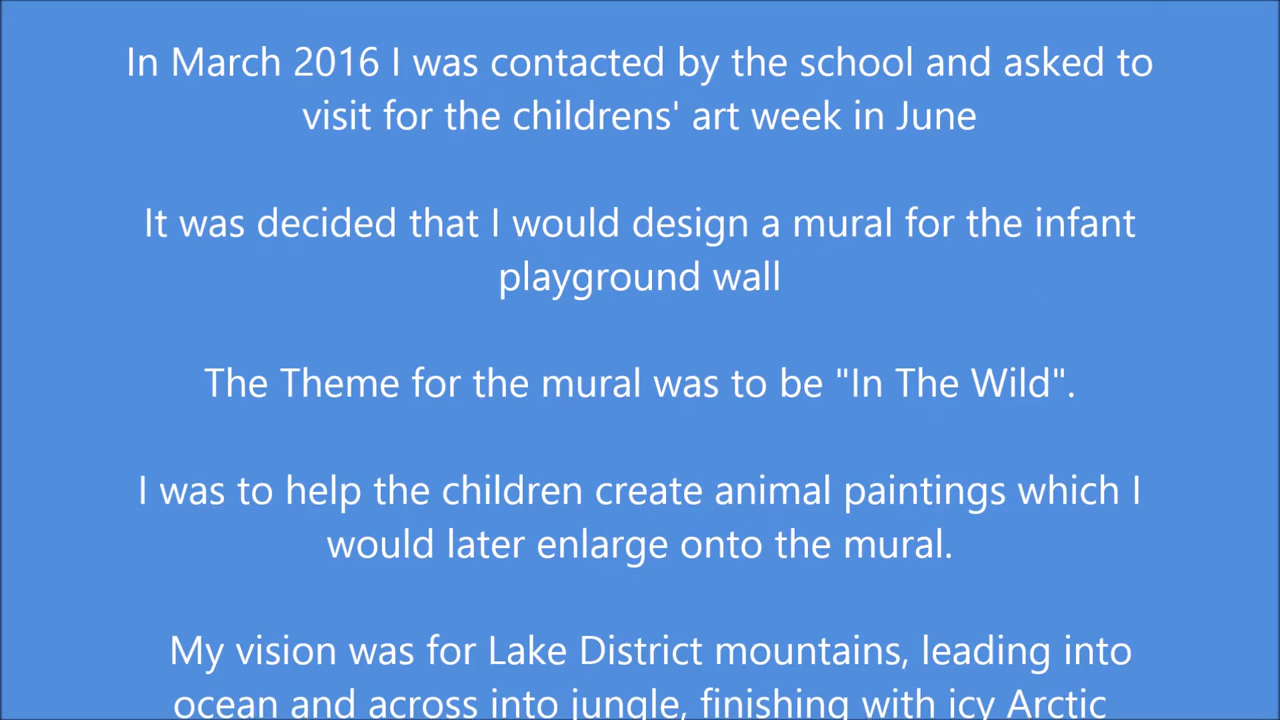 In March 2016 I was contacted by the school and asked to
visit for the childrens' art week in June
It was decided that I would design a mural for the infant
playground wall
The Theme for the mural was to be "In The Wild".
I was to help the children create animal paintings which I
would later enlarge onto the mural.
My vision was for Lake District mountains, leading into
ocean and across into jungle, finishing with icy Arctic